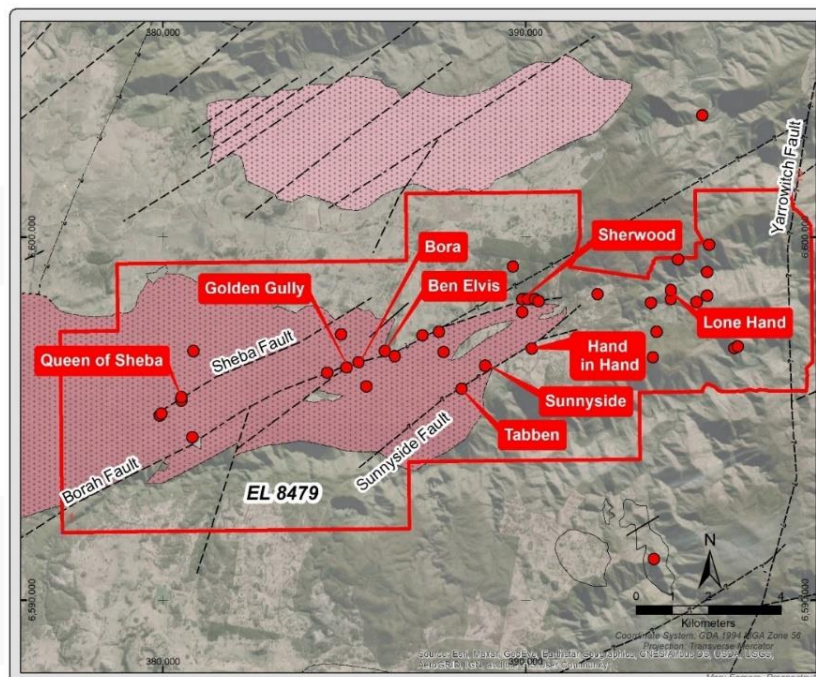 380,000
390,000
Yarrowitch Fault
6,600,000
6,600,000
Sherwood
Bora
Golden Gully
Ben Elvis
Queen of Sheba
Sheba Fault
Lone Hand
Hand
in Hand
Sunnyside
Tabben
Borah Fault
Sunnyside Fault
EL 8479
N
6,590,000
6,590,000
0 1 2 4
Kilometers
Coordinate System: GDA 1994 MGA Zone 56
Projection: Transverse Mercator
380,000
390,000